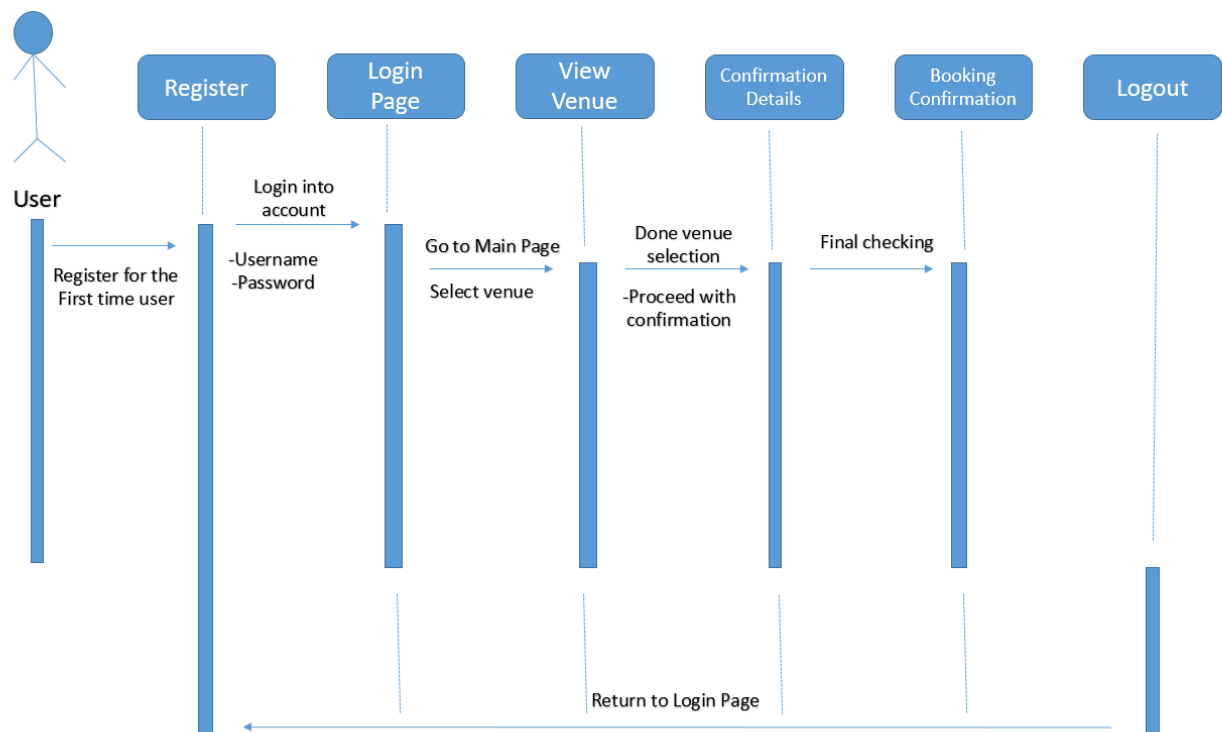 Register
Login
Page
View
Venue
Confirmation
Details
Booking
Confirmation
Logout
User
Register for the
First time user
Login into
account
-Username
-Password
Go to Main Page
Select venue
Done venue
selection
-Proceed with
confirmation
Final checking
Return to Login Page